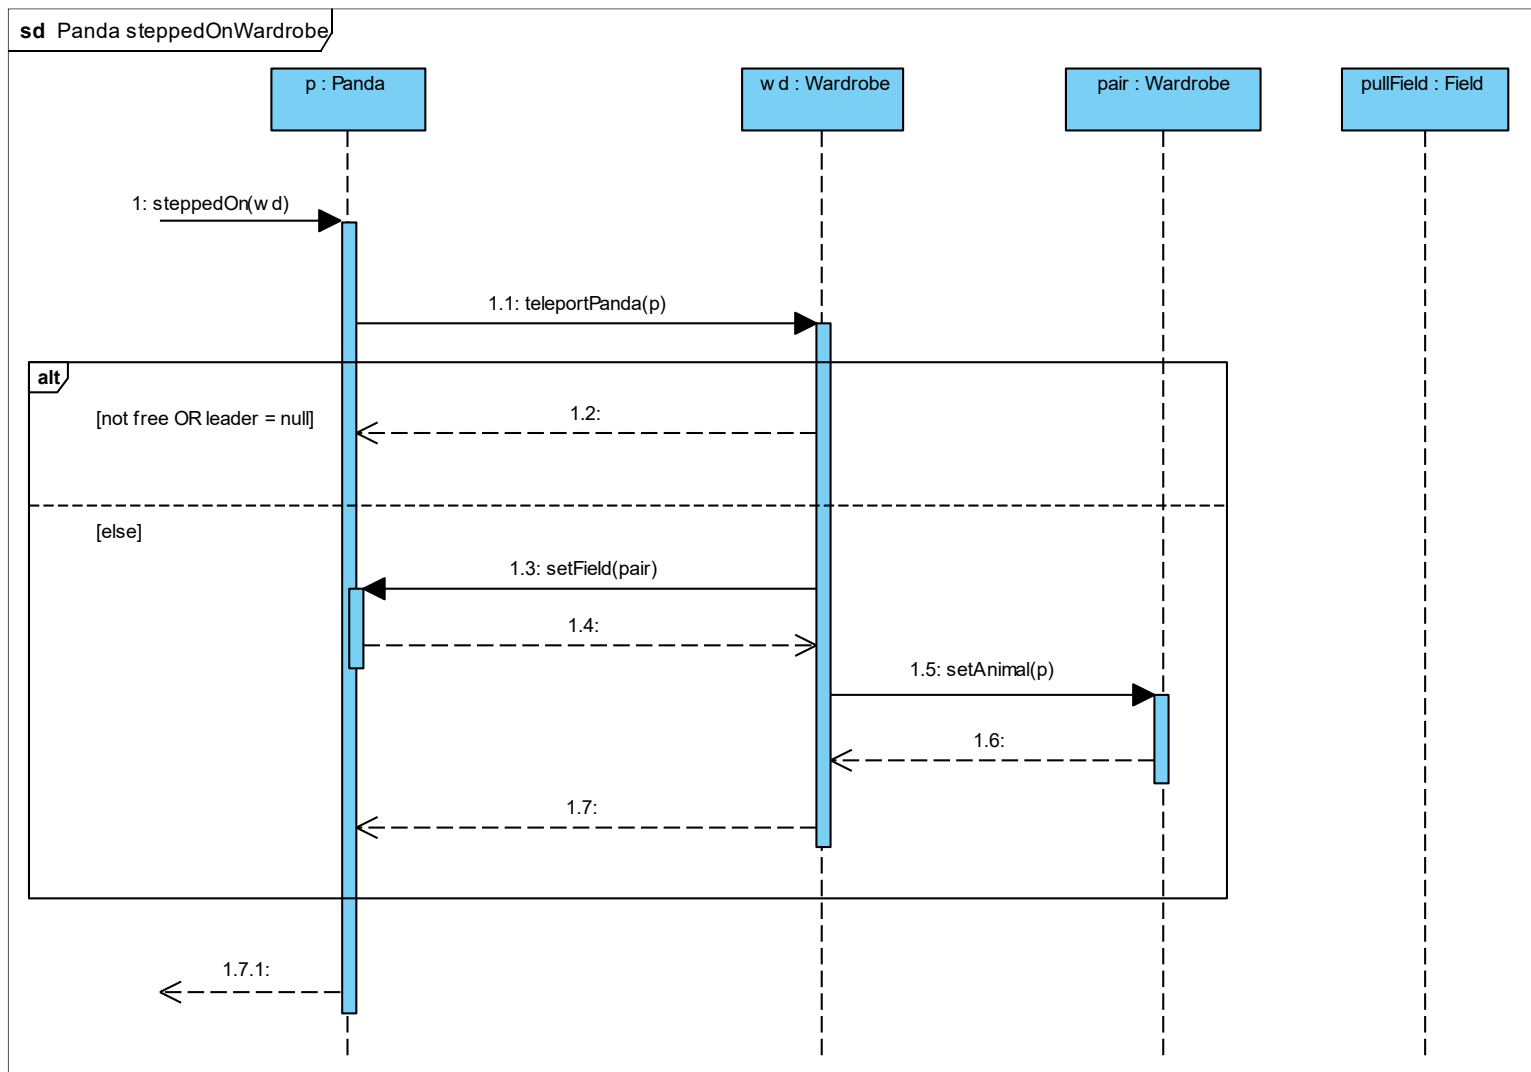 sd Panda steppedOnWardrobe
p : Panda
wd : Wardrobe
pair : Wardrobe
pullField : Field
1: steppedOn(wd)
1.1: teleportPanda(p)
alt
[not free OR leader = null]
1.2:
[else]
1.3: setField(pair)
1.4:
1.5: setAnimal(p)
1.6:
1.7:
1.7.1: